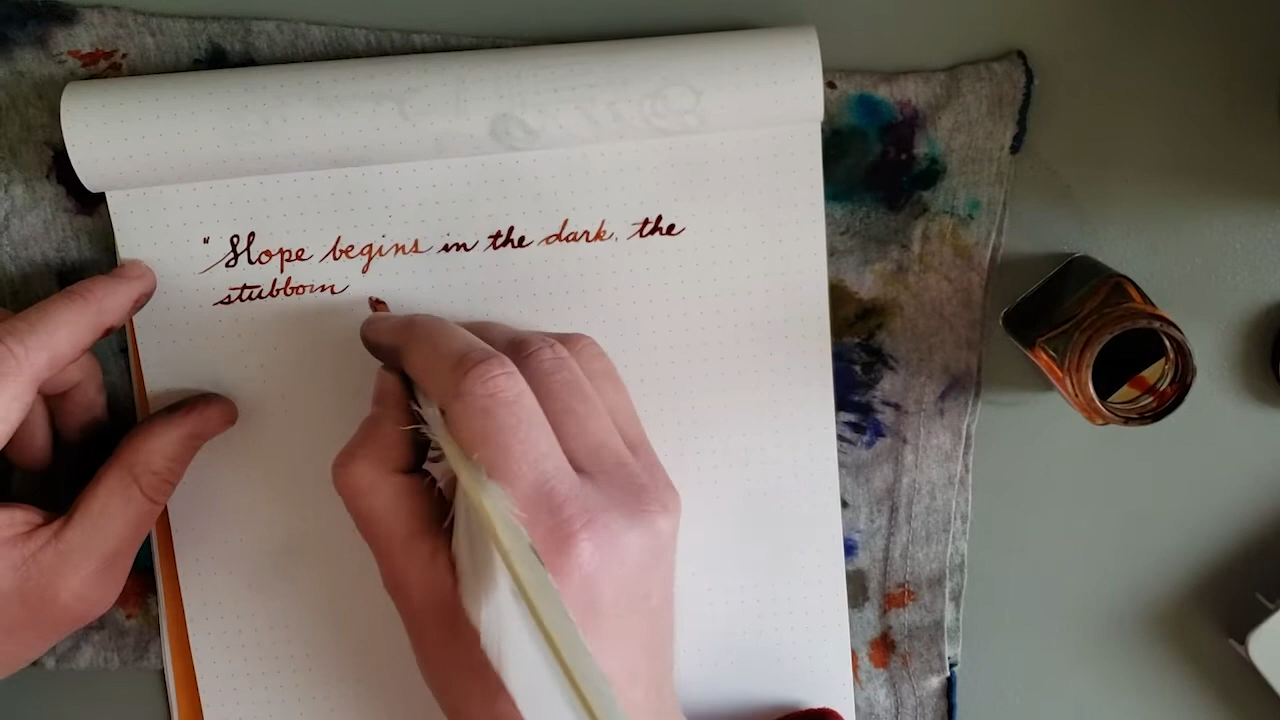 "Hope begins in the dark, the
stubborn